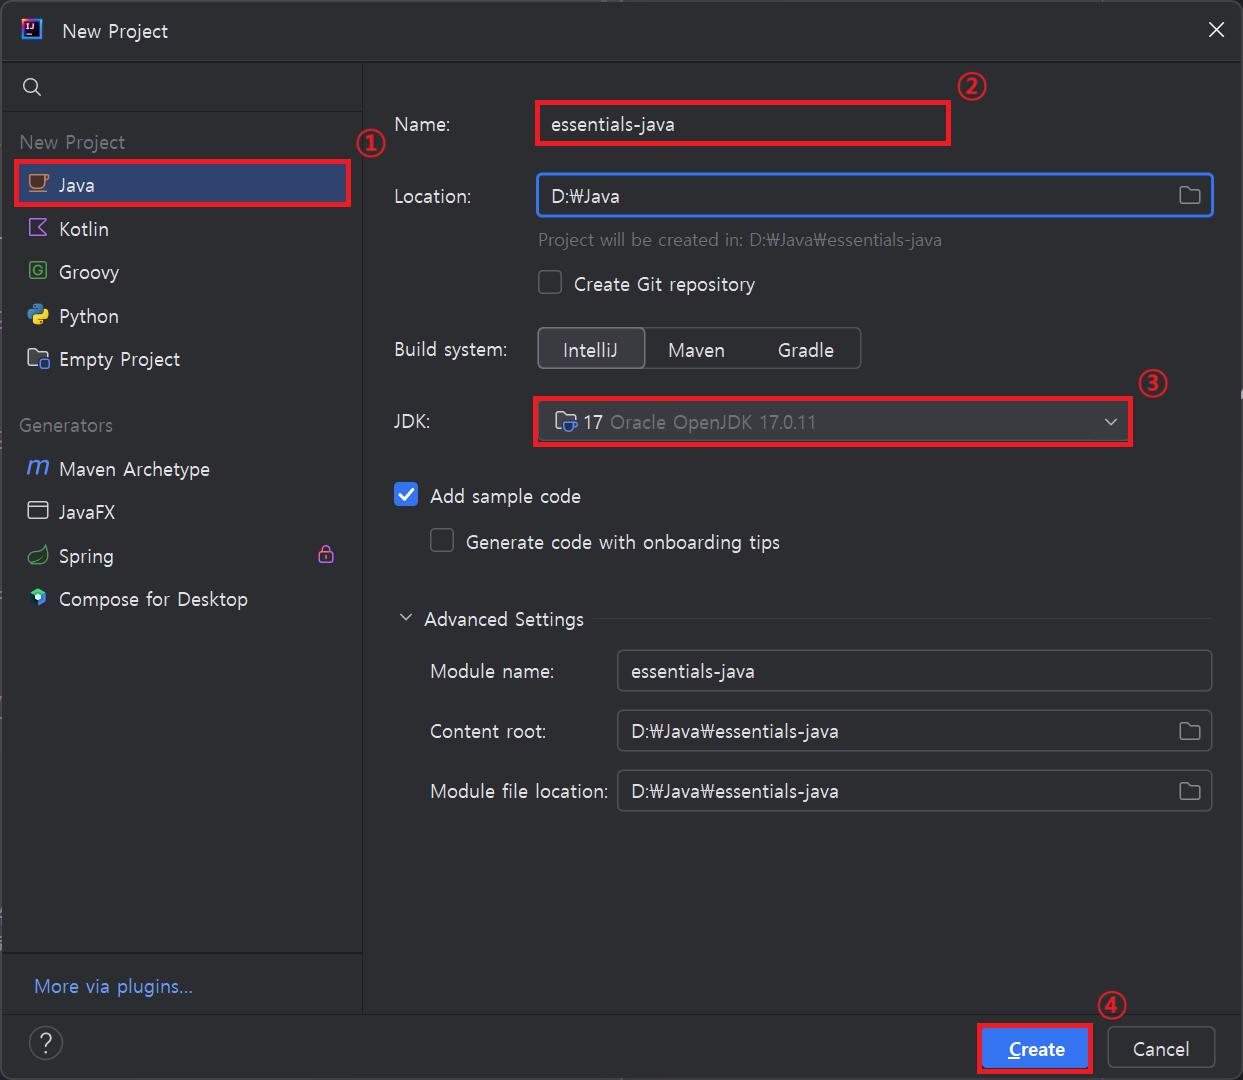 New Project
New Project
①
Java
Kotlin
Groovy
Python
Empty Project
Generators
Maven Archetype
JavaFX
Spring
Compose for Desktop
More via plugins...
?
②
Name: essentials-java
Location: D:₩Java
Project will be created in: D:₩Java₩essentials-java
Create Git repository
Build system: IntelliJ Maven Gradle
③
JDK: 17 Oracle OpenJDK 17.0.11
Add sample code
Generate code with onboarding tips
Advanced Settings
Module name: essentials-java
Content root: D:₩Java₩essentials-java
Module file location: D:₩Java₩essentials-java
④
Create Cancel